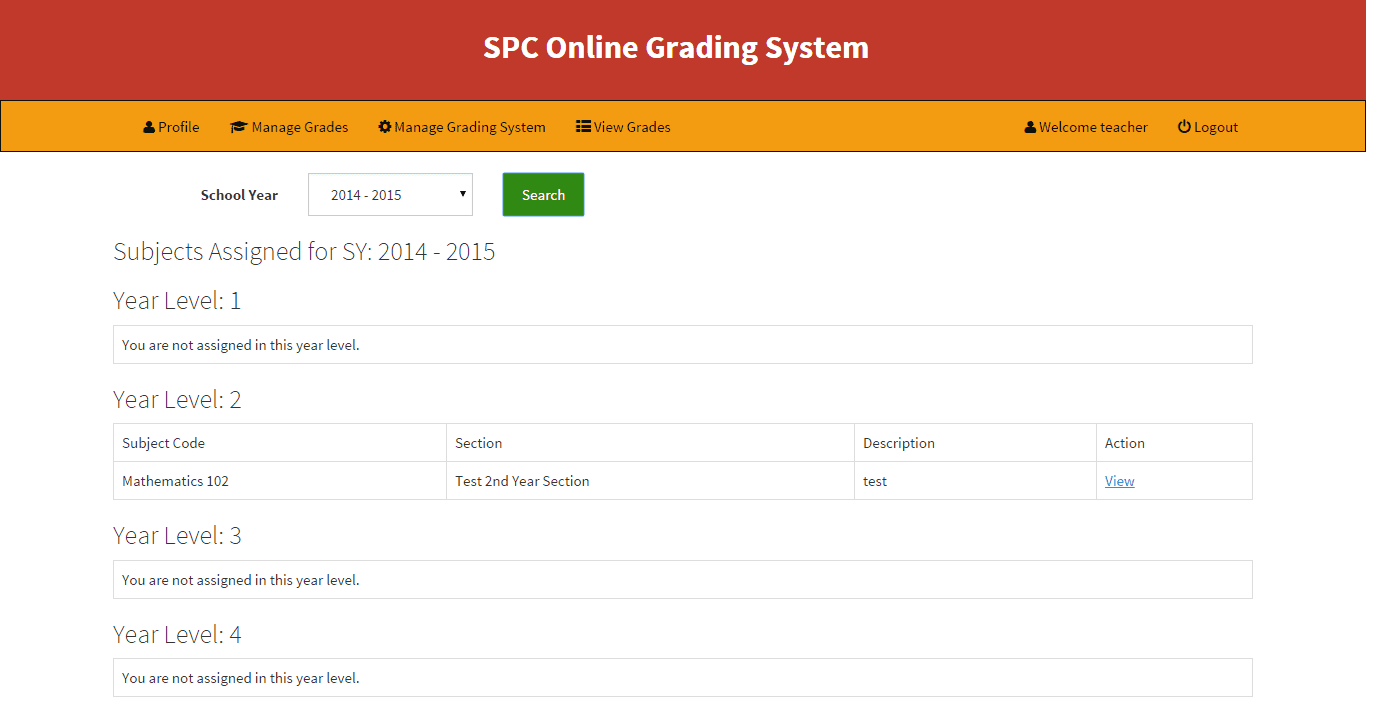 SPC Online Grading System
Profile Manage Grades Manage Grading System View Grades Welcome teacher Logout
School Year 2014 - 2015 Search
Subjects Assigned for SY: 2014 - 2015
Year Level: 1
You are not assigned in this year level.
Year Level: 2
Subject Code Section Description Action
Mathematics 102 Test 2nd Year Section test View
Year Level: 3
You are not assigned in this year level.
Year Level: 4
You are not assigned in this year level.